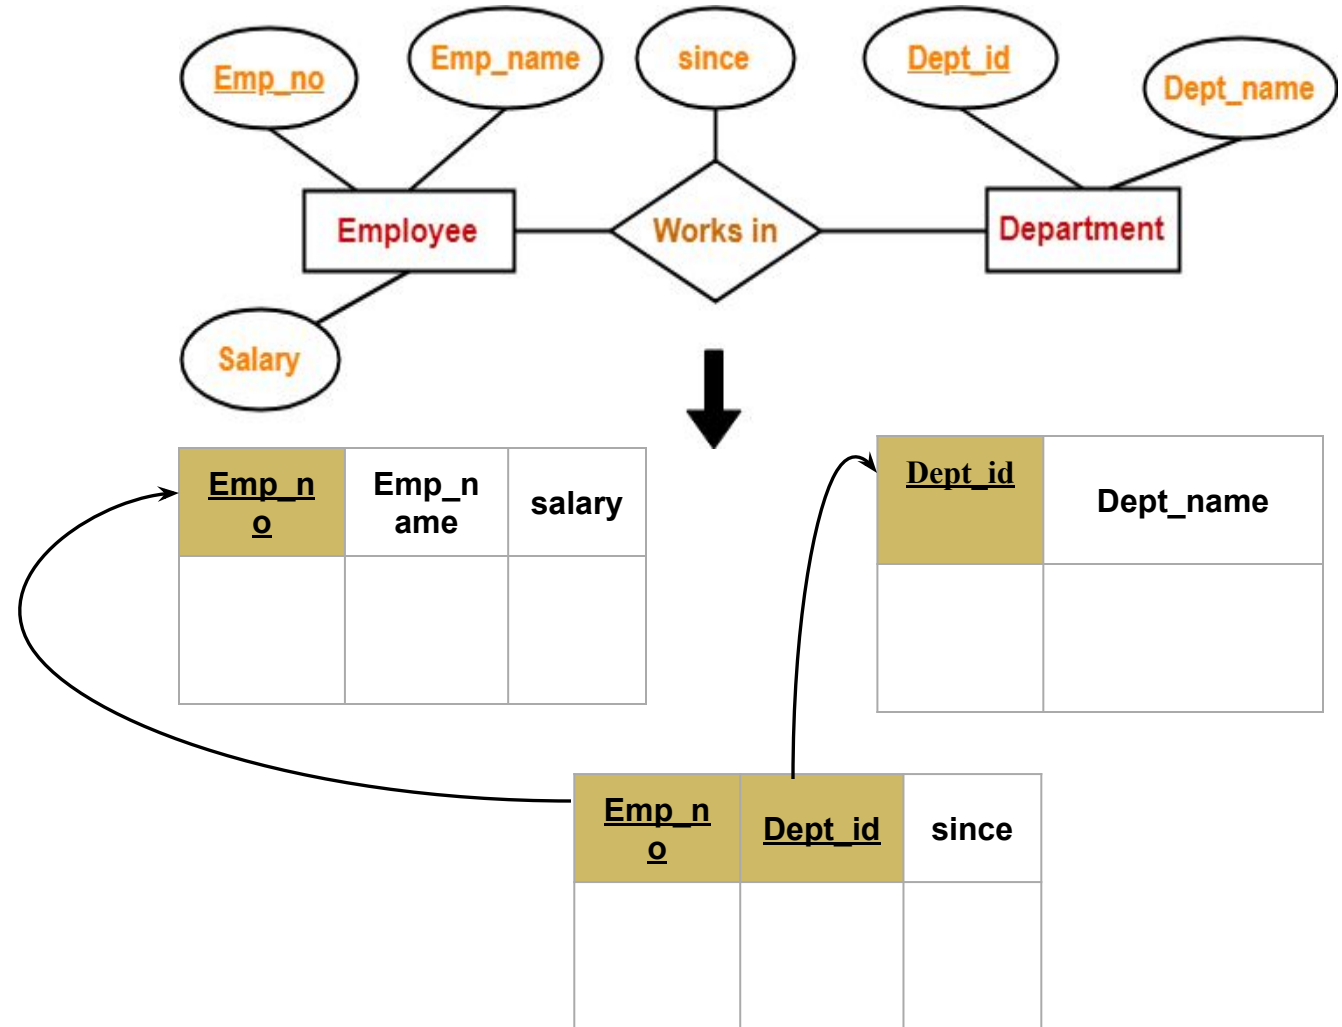 Emp_no
Emp_name
since
Dept_id
Dept_name
Employee
Works in
Department
Salary
Emp_n
o
Emp_n
ame
salary
Dept_id
Dept_name
Emp_n
o
Dept_id
since